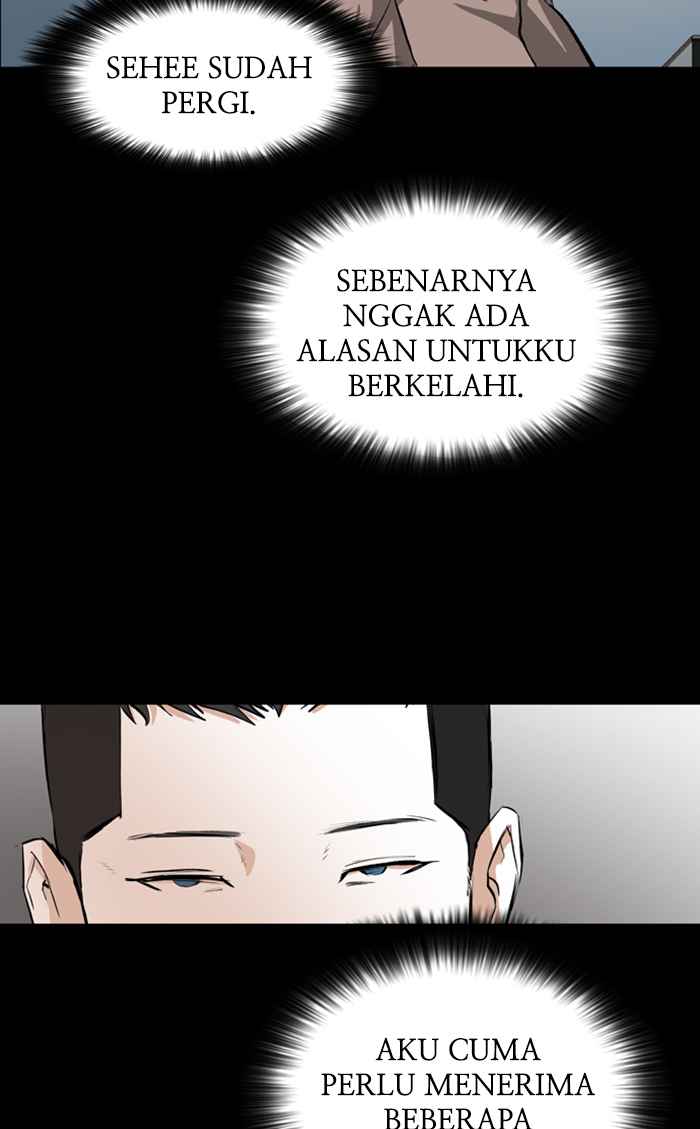 SEHEE SUDAH
PERGI.
SEBENARNYA
NGGAK ADA
ALASAN UNTUKKU
BERKELAHI.
AKU CUMA
PERLU MENERIMA
BEBERAPA